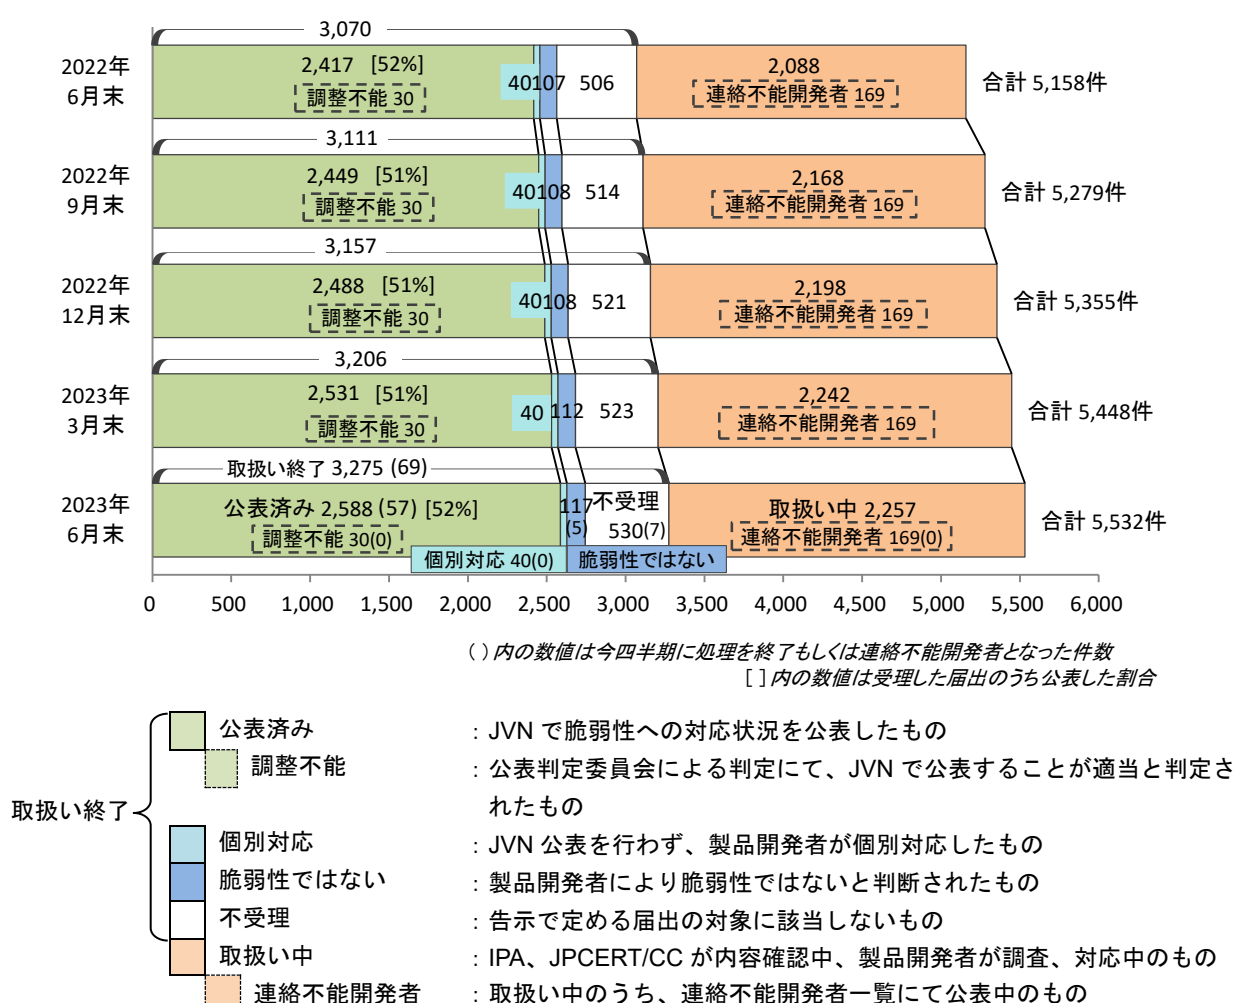 3,070
2022年
6月末
2,417 [52%]
調整不能 30
40
107
506
2,088
連絡不能開発者 169
合計 5,158件
3,111
2022年
9月末
2,449 [51%]
調整不能 30
40
108
514
2,168
連絡不能開発者 169
合計 5,279件
3,157
2022年
12月末
2,488 [51%]
調整不能 30
40
108
521
2,198
連絡不能開発者 169
合計 5,355件
3,206
2023年
3月末
2,531 [51%]
調整不能 30
40
112
523
2,242
連絡不能開発者 169
合計 5,448件
取扱い終了 3,275 (69)
2023年
6月末
公表済み 2,588 (57) [52%]
調整不能 30(0)
117
(5)
不受理
530(7)
取扱い中 2,257
連絡不能開発者 169(0)
合計 5,532件
個別対応 40(0)
脆弱性ではない
0 500 1,000 1,500 2,000 2,500 3,000 3,500 4,000 4,500 5,000 5,500 6,000
( ) 内の数値は今四半期に処理を終了もしくは連絡不能開発者となった件数
[ ] 内の数値は受理した届出のうち公表した割合
取扱い終了
公表済み : JVN で脆弱性への対応状況を公表したもの
調整不能 : 公表判定委員会による判定にて、JVN で公表することが適当と判定さ
れたもの
個別対応 : JVN 公表を行わず、製品開発者が個別対応したもの
脆弱性ではない : 製品開発者により脆弱性ではないと判断されたもの
不受理 : 告示で定める届出の対象に該当しないもの
取扱い中 : IPA、JPCERT/CC が内容確認中、製品開発者が調査、対応中のもの
連絡不能開発者 : 取扱い中のうち、連絡不能開発者一覧にて公表中のもの